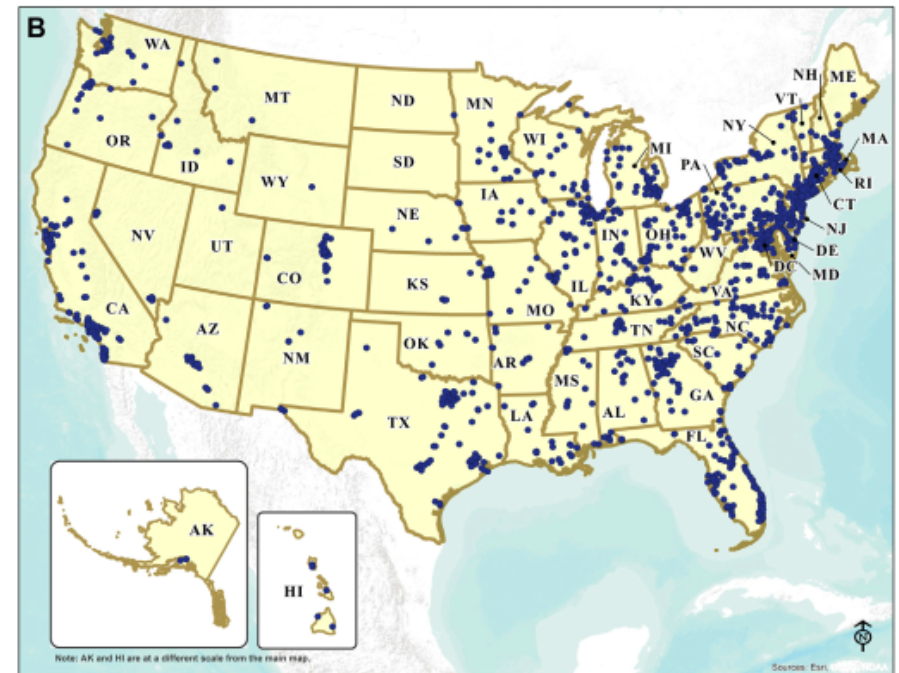 B
WA
MT
ND
MN
NH
ME
VT
NY
WI
MI
MA
OR
ID
SD
PA
RI
WY
IA
CT
NE
NJ
NV
UT
IN
OH
WV
DE
DC
MD
CO
KS
IL
VA
MO
KY
CA
AZ
NM
OK
AR
TN
NC
SC
MS
GA
TX
LA
AL
FL
AK
HI
N
Note: AK and HI are at a different scale from the main map.
Sources: Esri, NOAA